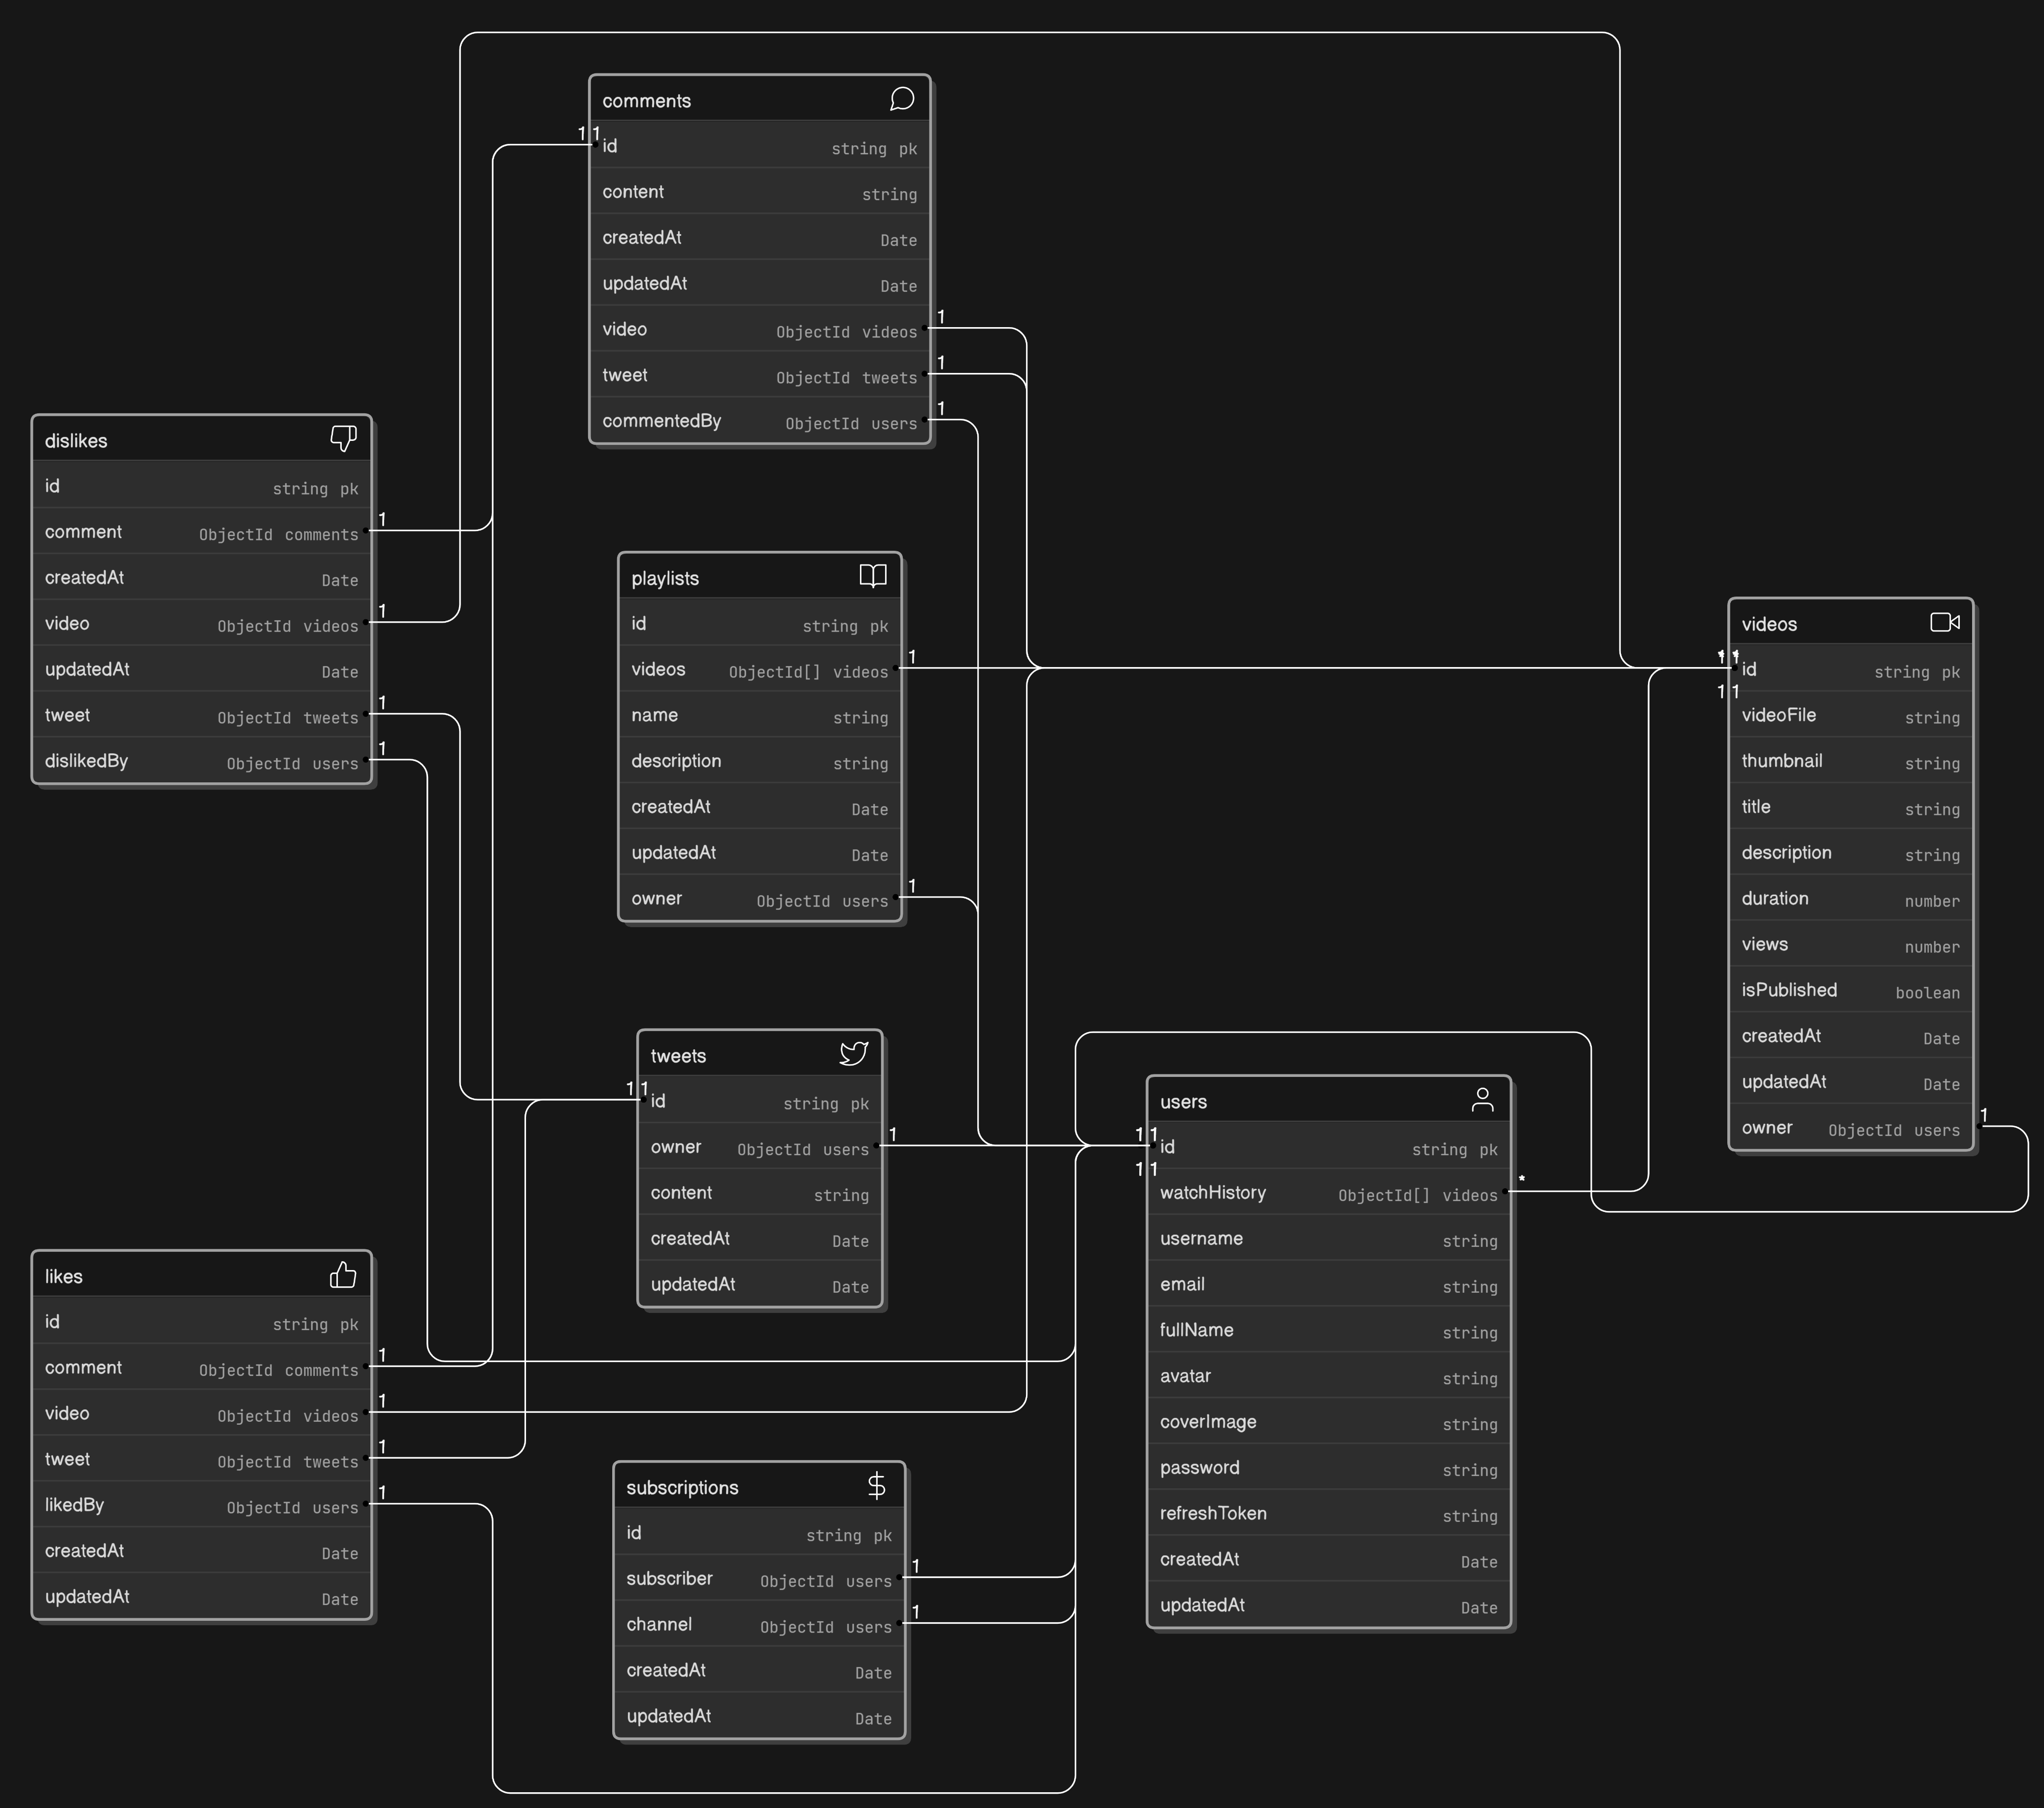 comments
1 1
id string pk
content string
createdAt Date
updatedAt Date
video ObjectId videos 1
tweet ObjectId tweets 1
commentedBy ObjectId users 1
dislikes
id string pk
comment ObjectId comments 1
createdAt Date
video ObjectId videos 1
updatedAt Date
tweet ObjectId tweets 1
dislikedBy ObjectId users 1
playlists
id string pk
videos ObjectId[] videos 1
name string
description string
createdAt Date
updatedAt Date
owner ObjectId users 1
videos
id string pk
1 1
videoFile string
thumbnail string
title string
description string
duration number
views number
isPublished boolean
createdAt Date
updatedAt Date
owner ObjectId users 1
tweets
1 1
id string pk
owner ObjectId users 1
content string
createdAt Date
updatedAt Date
users
1 1
id string pk
1 1
watchHistory ObjectId[] videos *
username string
email string
fullName string
avatar string
coverImage string
password string
refreshToken string
createdAt Date
updatedAt Date
likes
id string pk
comment ObjectId comments 1
video ObjectId videos 1
tweet ObjectId tweets 1
likedBy ObjectId users 1
createdAt Date
updatedAt Date
subscriptions
id string pk
subscriber ObjectId users 1
channel ObjectId users 1
createdAt Date
updatedAt Date